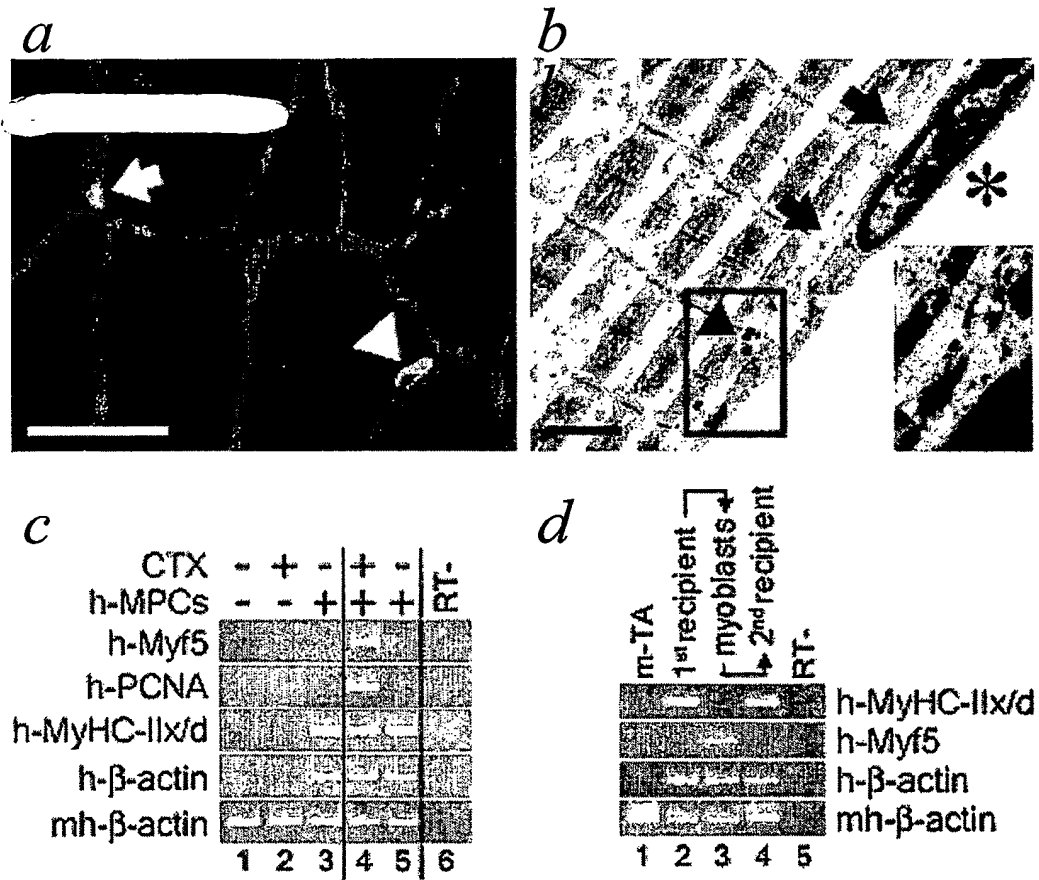 a
b
c
CTX - + - + -
h-MPCs - - + + + RT-
h-Myf5
h-PCNA
h-MyHC-IIx/d
h-β-actin
mh-β-actin
1 2 3 4 5 6
d
m-TA
1st recipient
myoblasts
2nd recipient
RT-
h-MyHC-IIx/d
h-Myf5
h-β-actin
mh-β-actin
1 2 3 4 5